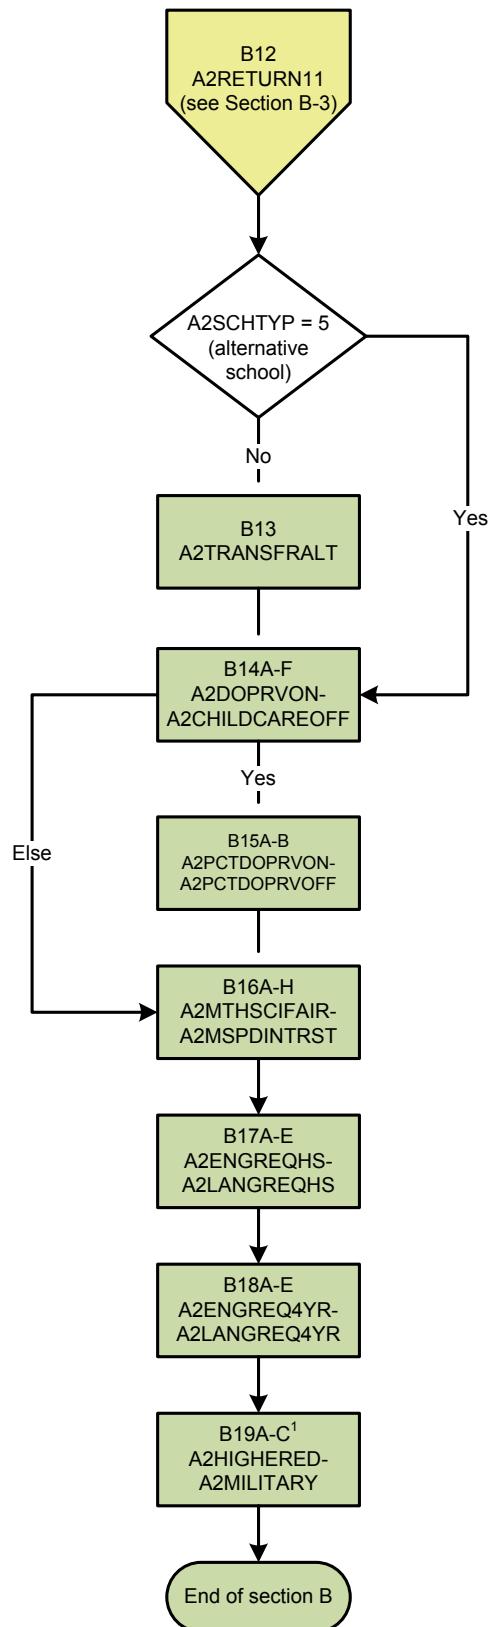 B12
A2RETURN11
(see Section B-3)
A2SCHTYP = 5
(alternative
school)
No
Yes
B13
A2TRANSFRALT
B14A-F
A2DOPRVON-
A2CHILDCAREOFF
Yes
Else
B15A-B
A2PCTDOPRVON-
A2PCTDOPRVOFF
B16A-H
A2MTHSCIFAIR-
A2MSPDINTRST
B17A-E
A2ENGREQHS-
A2LANGREQHS
B18A-E
A2ENGREQ4YR-
A2LANGREQ4YR
B19A-C¹
A2HIGHERED-
A2MILITARY
End of section B